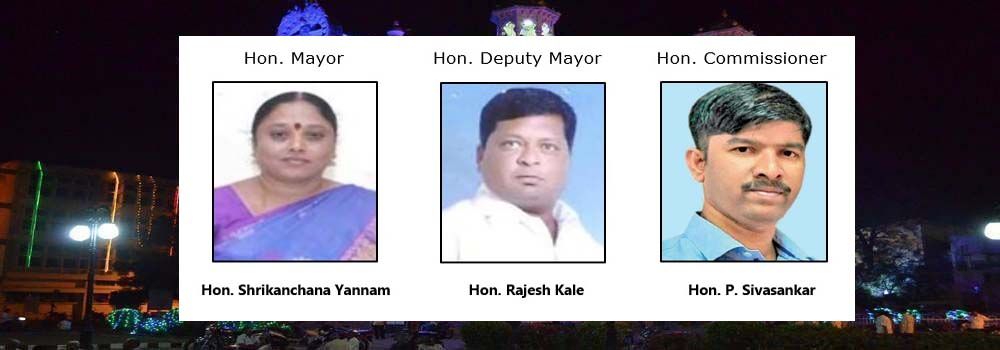 Hon. Mayor
Hon. Deputy Mayor
Hon. Commissioner
Hon. Shrikanchana Yannam
Hon. Rajesh Kale
Hon. P. Sivasankar